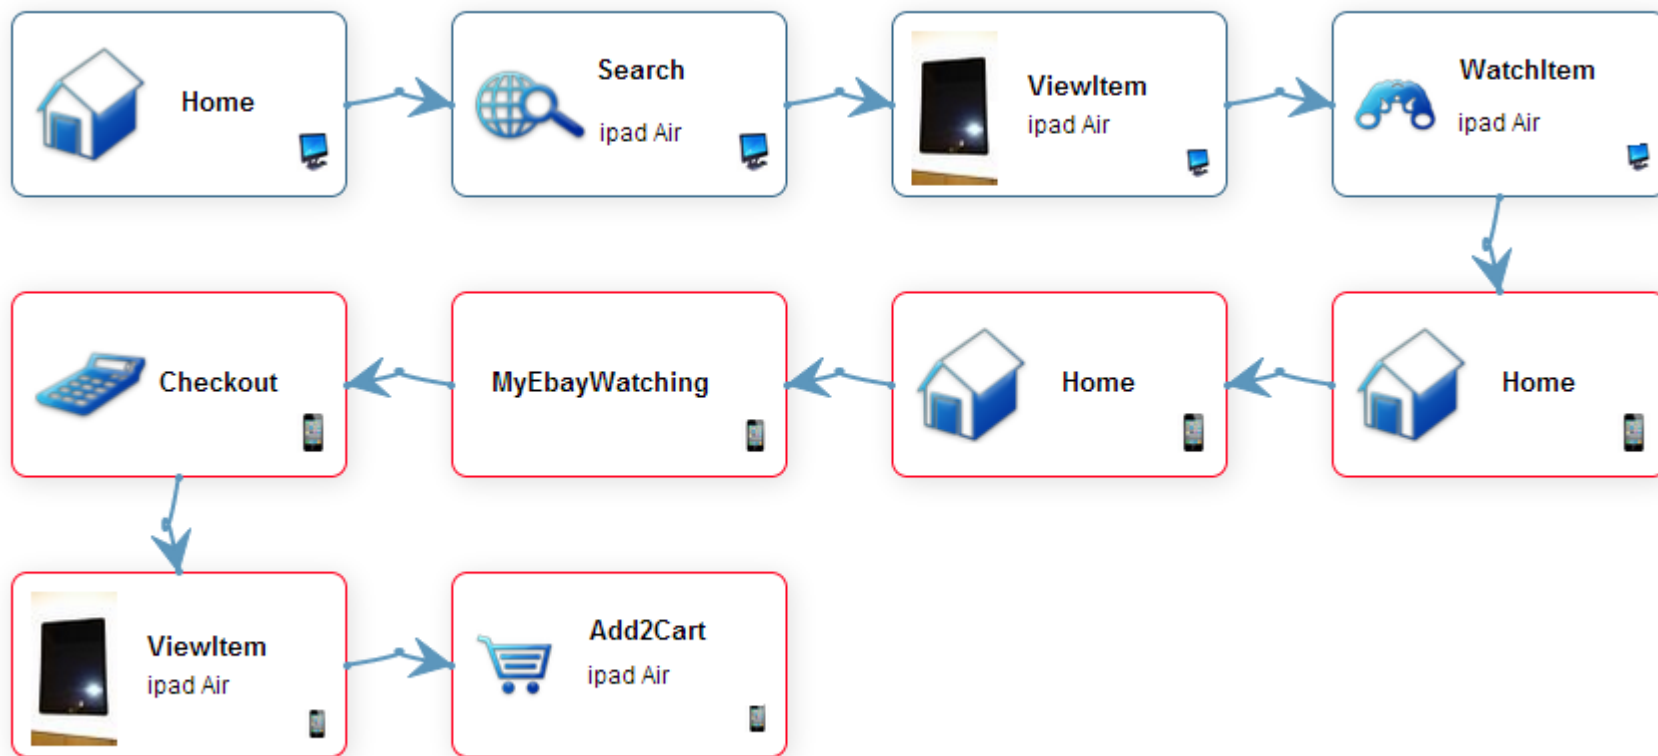 Home
Search
ipad Air
ViewItem
ipad Air
WatchItem
ipad Air
Checkout
MyEbayWatching
Home
Home
ViewItem
ipad Air
Add2Cart
ipad Air